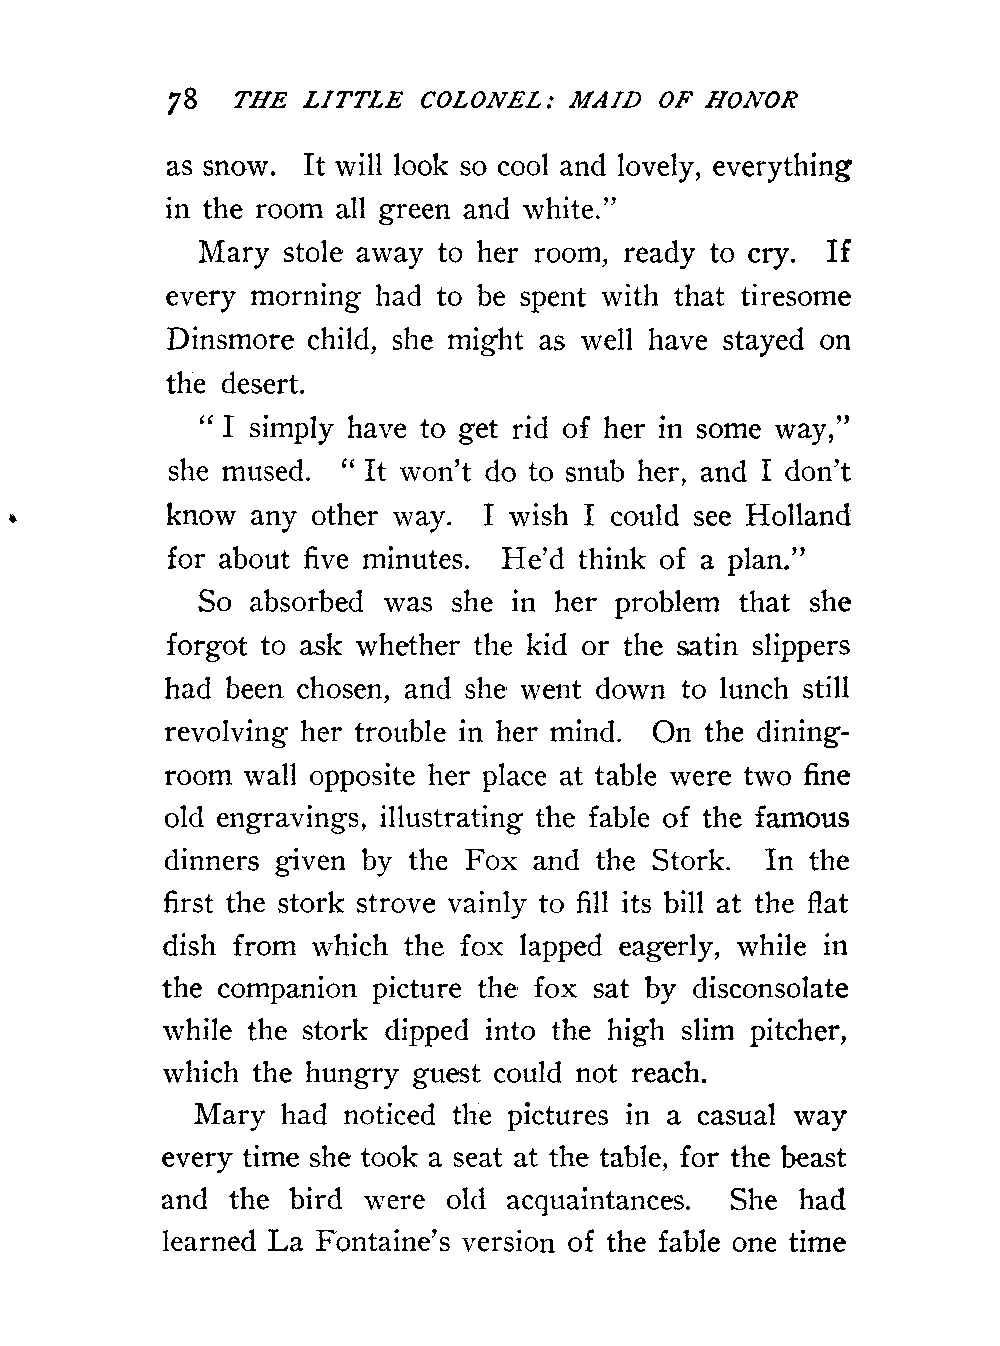 78 THE LITTLE COLONEL: MAID OF HONOR
as snow. It will look so cool and lovely, everything
in the room all green and white.”
Mary stole away to her room, ready to cry. If
every morning had to be spent with that tiresome
Dinsmore child, she might as well have stayed on
the desert.
“ I simply have to get rid of her in some way,”
she mused. “ It won’t do to snub her, and I don’t
know any other way. I wish I could see Holland
for about five minutes. He’d think of a plan.”
So absorbed was she in her problem that she
forgot to ask whether the kid or the satin slippers
had been chosen, and she went down to lunch still
revolving her trouble in her mind. On the dining-
room wall opposite her place at table were two fine
old engravings, illustrating the fable of the famous
dinners given by the Fox and the Stork. In the
first the stork strove vainly to fill its bill at the flat
dish from which the fox lapped eagerly, while in
the companion picture the fox sat by disconsolate
while the stork dipped into the high slim pitcher,
which the hungry guest could not reach.
Mary had noticed the pictures in a casual way
every time she took a seat at the table, for the beast
and the bird were old acquaintances. She had
learned La Fontaine’s version of the fable one time